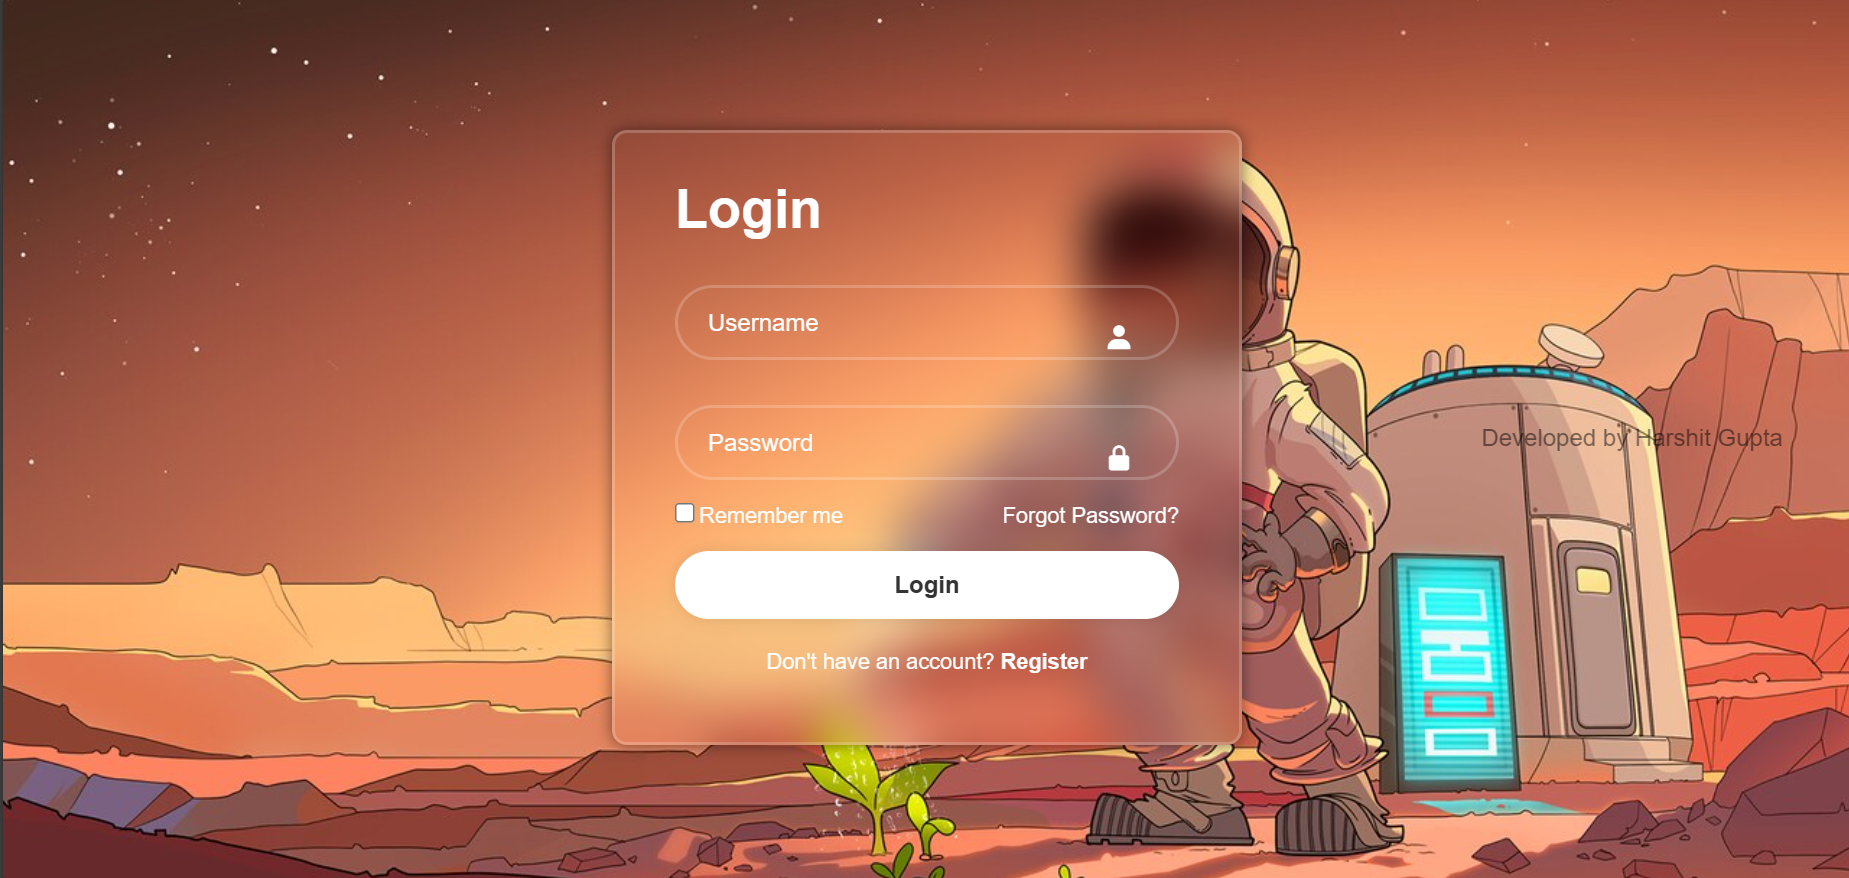 Login
Username
Password
Remember me
Forgot Password?
Login
Don't have an account? Register
Developed by Harshit Gupta